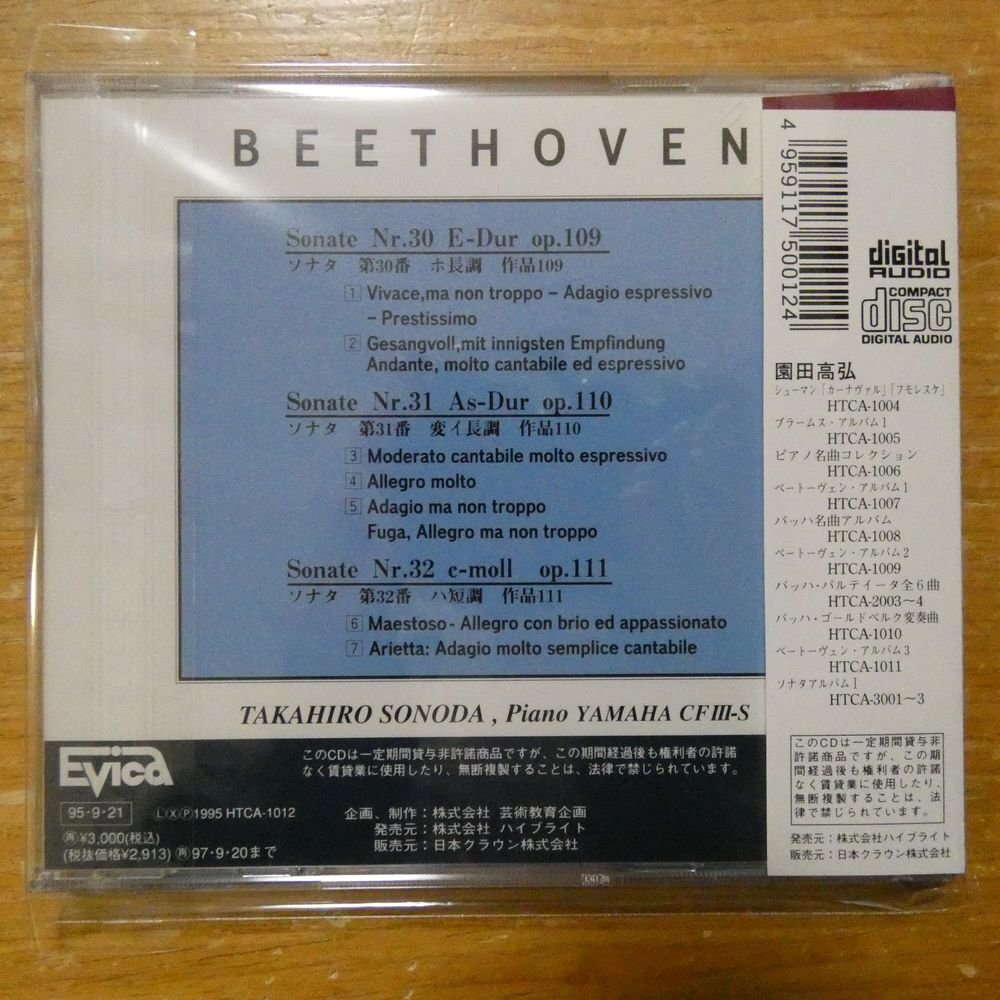 BEETHOVEN
Sonate Nr.30 E-Dur op.109
ソナタ 第30番 ホ長調 作品109
1 Vivace,ma non troppo – Adagio espressivo
– Prestissimo
2 Gesangvoll,mit innigsten Empfindung
Andante, molto cantabile ed espressivo
Sonate Nr.31 As-Dur op.110
ソナタ 第31番 変イ長調 作品110
3 Moderato cantabile molto espressivo
4 Allegro molto
5 Adagio ma non troppo
Fuga, Allegro ma non troppo
Sonate Nr.32 c-moll op.111
ソナタ 第32番 ハ短調 作品111
6 Maestoso - Allegro con brio ed appassionato
7 Arietta: Adagio molto semplice cantabile
TAKAHIRO SONODA , Piano YAMAHA CFIII-S
Evica
95・9・21
Ⓛ Ⓧ Ⓟ 1995 HTCA-1012
再 ¥3,000(税込)
(税抜価格¥2,913) 再 97・9・20まで
このCDは一定期間貸与非許諾商品ですが、この期間経過後も権利者の許諾
なく賃貸業に使用したり、無断複製することは、法律で禁じられています。
企画、制作：株式会社 芸術教育企画
発売元：株式会社 ハイブライト
販売元：日本クラウン株式会社
4 959117 500124
digital
AUDIO
COMPACT
disc
DIGITAL AUDIO
園田高弘
シューマン「カーナヴァル」「フモレスケ」
HTCA-1004
ブラームス・アルバム1
HTCA-1005
ピアノ名曲コレクション
HTCA-1006
ベートーヴェン・アルバム1
HTCA-1007
バッハ名曲アルバム
HTCA-1008
ベートーヴェン・アルバム2
HTCA-1009
バッハ・パルティータ全6曲
HTCA-2003〜4
バッハ・ゴールドベルク変奏曲
HTCA-1010
ベートーヴェン・アルバム3
HTCA-1011
ソナタアルバムⅠ
HTCA-3001〜3
このCDは一定期間貸与非
許諾商品ですが、この期
間経過後も権利者の許諾
なく賃貸業に使用したり、
無断複製することは、法
律で禁じられています。
発売元：株式会社ハイブライト
販売元：日本クラウン株式会社